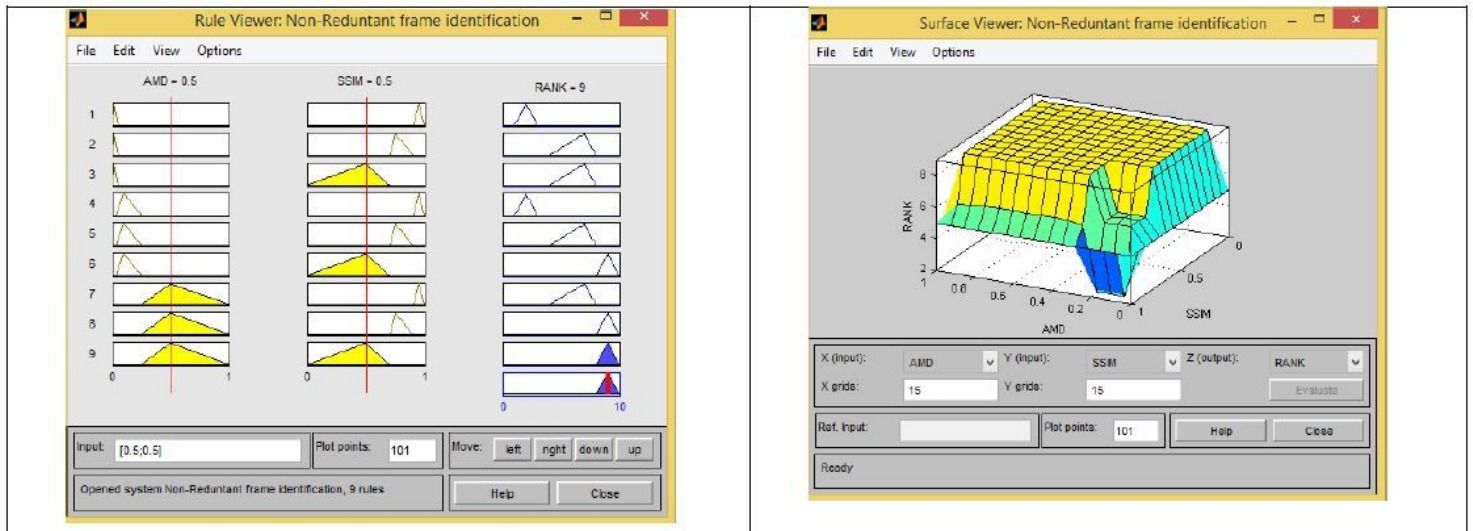 Rule Viewer: Non-Reduntant frame identification
File Edit View Options
AMD = 0.5 SSIM = 0.5 RANK = 9
1
2
3
4
5
6
7
8
9
0 1 0 1
0 10
Input: [0.5;0.5] Plot points: 101 Move: left right down up
Opened system Non-Reduntant frame identification, 9 rules Help Close
Surface Viewer: Non-Reduntant frame identification
File Edit View Options
8
6
4
2
RANK
1 0.8 0.6 0.4 0.2 0
AMD
1 0.5 0
SSIM
X (input): AMD Y (input): SSIM Z (output): RANK
X grids: 15 Y grids: 15 Evaluate
Ref. Input: Plot points: 101 Help Close
Ready